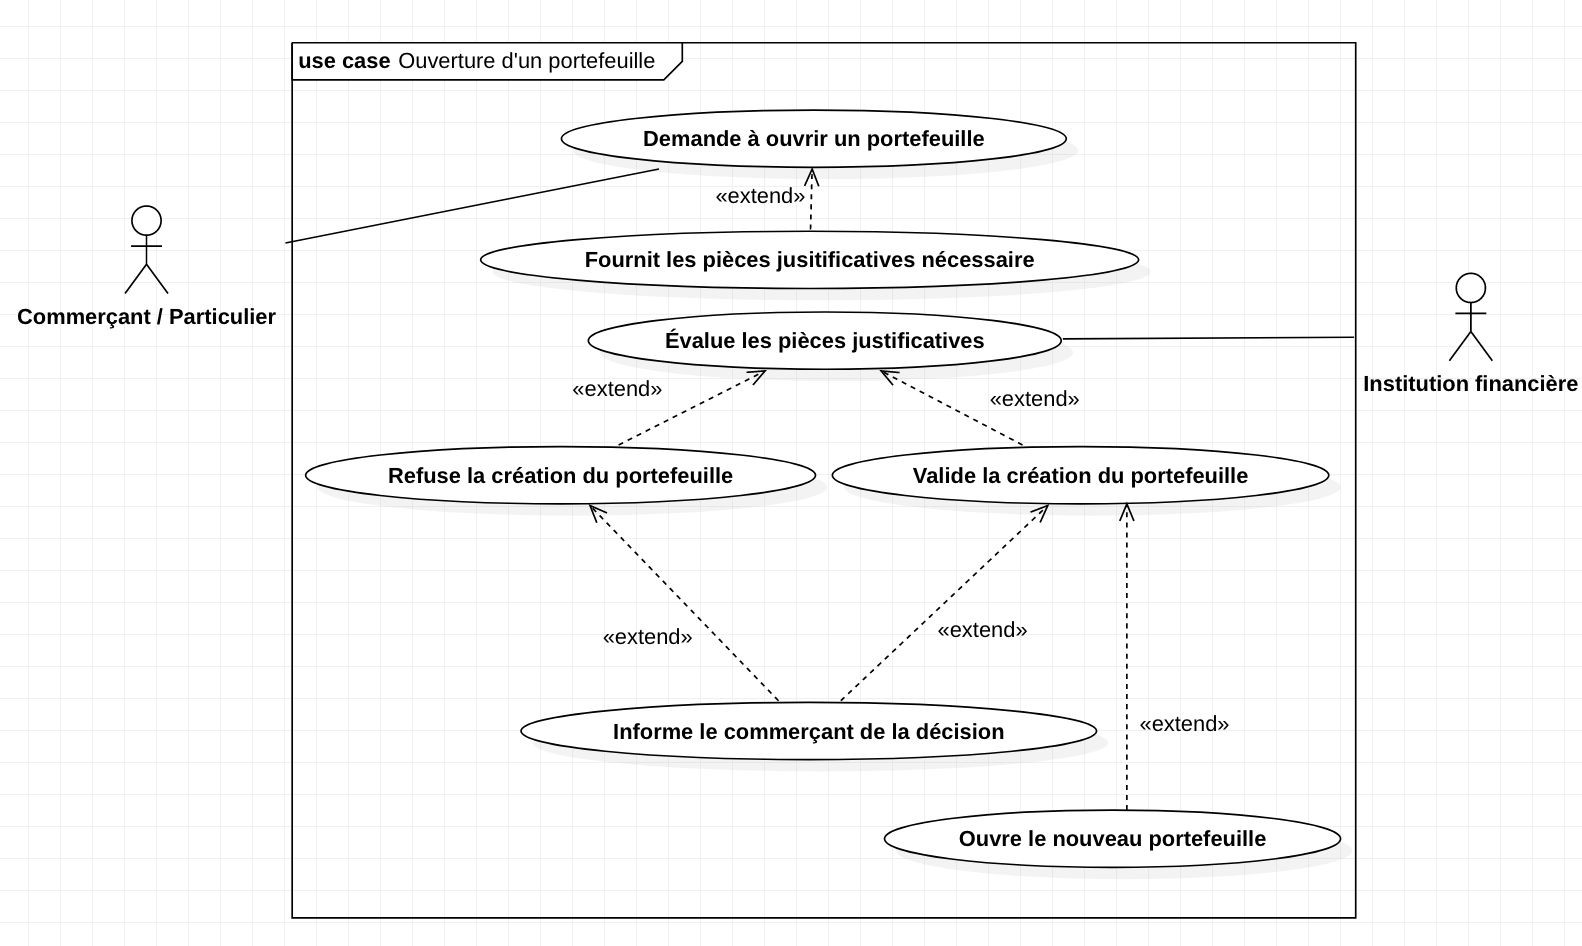 use case Ouverture d'un portefeuille
Demande à ouvrir un portefeuille
«extend»
Fournit les pièces jusitificatives nécessaire
Commerçant / Particulier
Évalue les pièces justificatives
Institution financière
«extend»
«extend»
Refuse la création du portefeuille
Valide la création du portefeuille
«extend»
«extend»
«extend»
Informe le commerçant de la décision
Ouvre le nouveau portefeuille